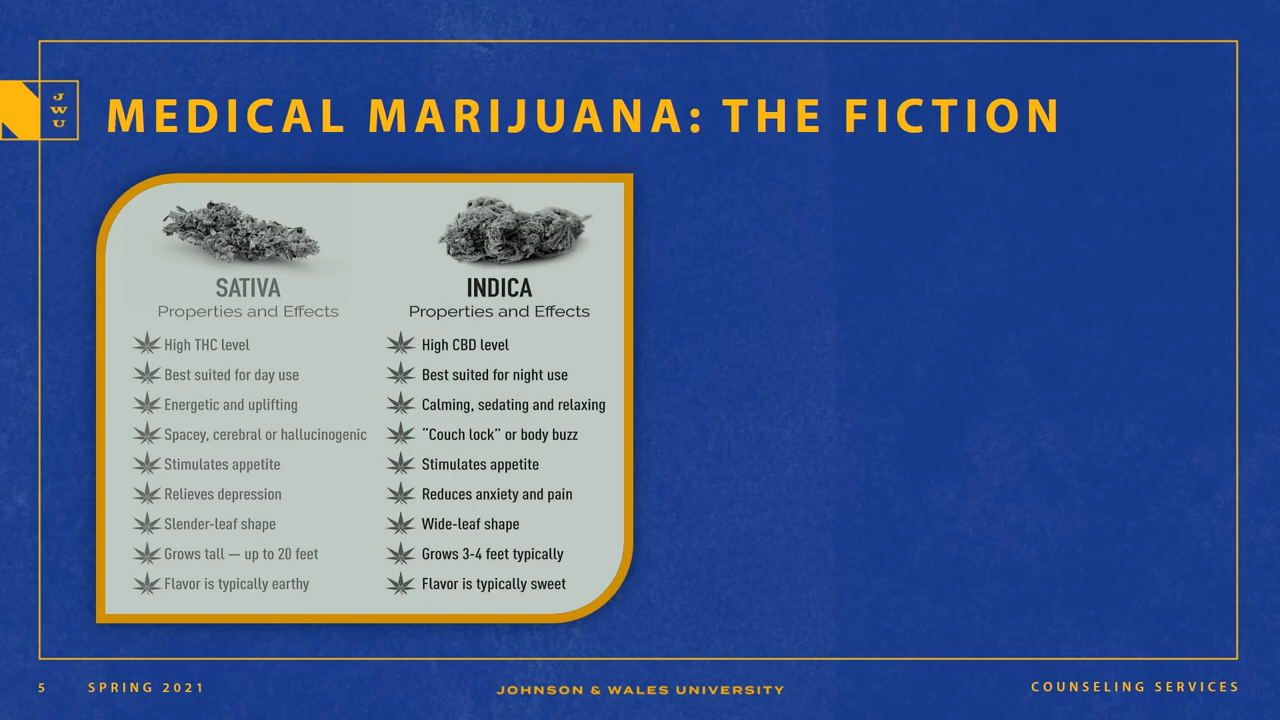 J
W
U
MEDICAL MARIJUANA: THE FICTION
SATIVA
Properties and Effects
High THC level
Best suited for day use
Energetic and uplifting
Spacey, cerebral or hallucinogenic
Stimulates appetite
Relieves depression
Slender-leaf shape
Grows tall — up to 20 feet
Flavor is typically earthy
INDICA
Properties and Effects
High CBD level
Best suited for night use
Calming, sedating and relaxing
"Couch lock" or body buzz
Stimulates appetite
Reduces anxiety and pain
Wide-leaf shape
Grows 3-4 feet typically
Flavor is typically sweet
5 SPRING 2021
JOHNSON & WALES UNIVERSITY
COUNSELING SERVICES